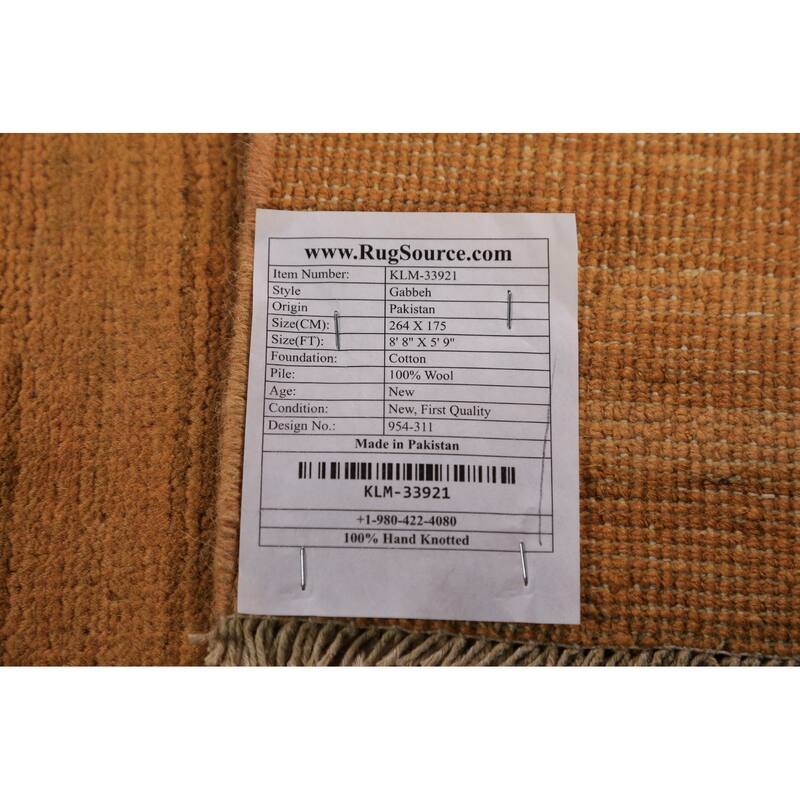 www.RugSource.com
Item Number: KLM-33921
Style Gabbeh
Origin Pakistan
Size(CM): 264 X 175
Size(FT): 8' 8" X 5' 9"
Foundation: Cotton
Pile: 100% Wool
Age: New
Condition: New, First Quality
Design No.: 954-311
Made in Pakistan
KLM-33921
+1-980-422-4080
100% Hand Knotted